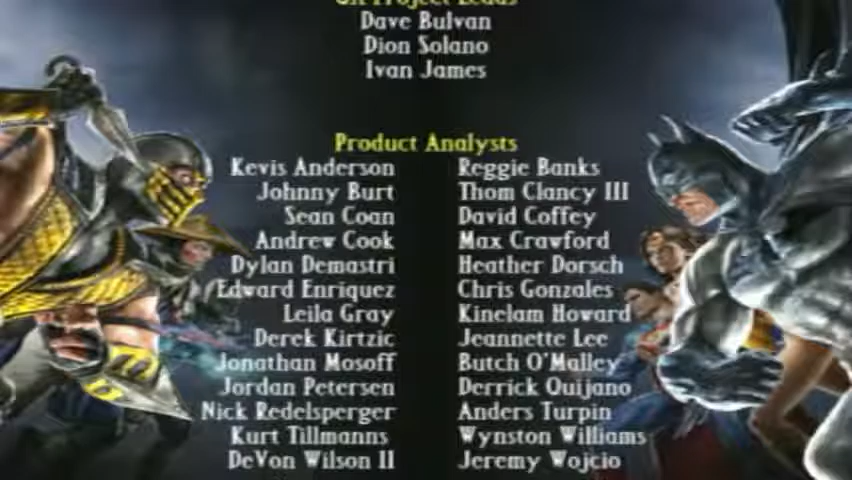 QA Project Leads
Dave Bulvan
Dion Solano
Ivan James
Product Analysts
Kevis Anderson Reggie Banks
Johnny Burt Thom Clancy III
Sean Coan David Coffey
Andrew Cook Max Crawford
Dylan Demastri Heather Dorsch
Edward Enriquez Chris Gonzales
Leila Gray Kinelam Howard
Derek Kirtzic Jeannette Lee
Jonathan Mosoff Butch O'Malley
Jordan Petersen Derrick Quijano
Nick Redelsperger Anders Turpin
Kurt Tillmanns Wynston Williams
DeVon Wilson II Jeremy Wojcio